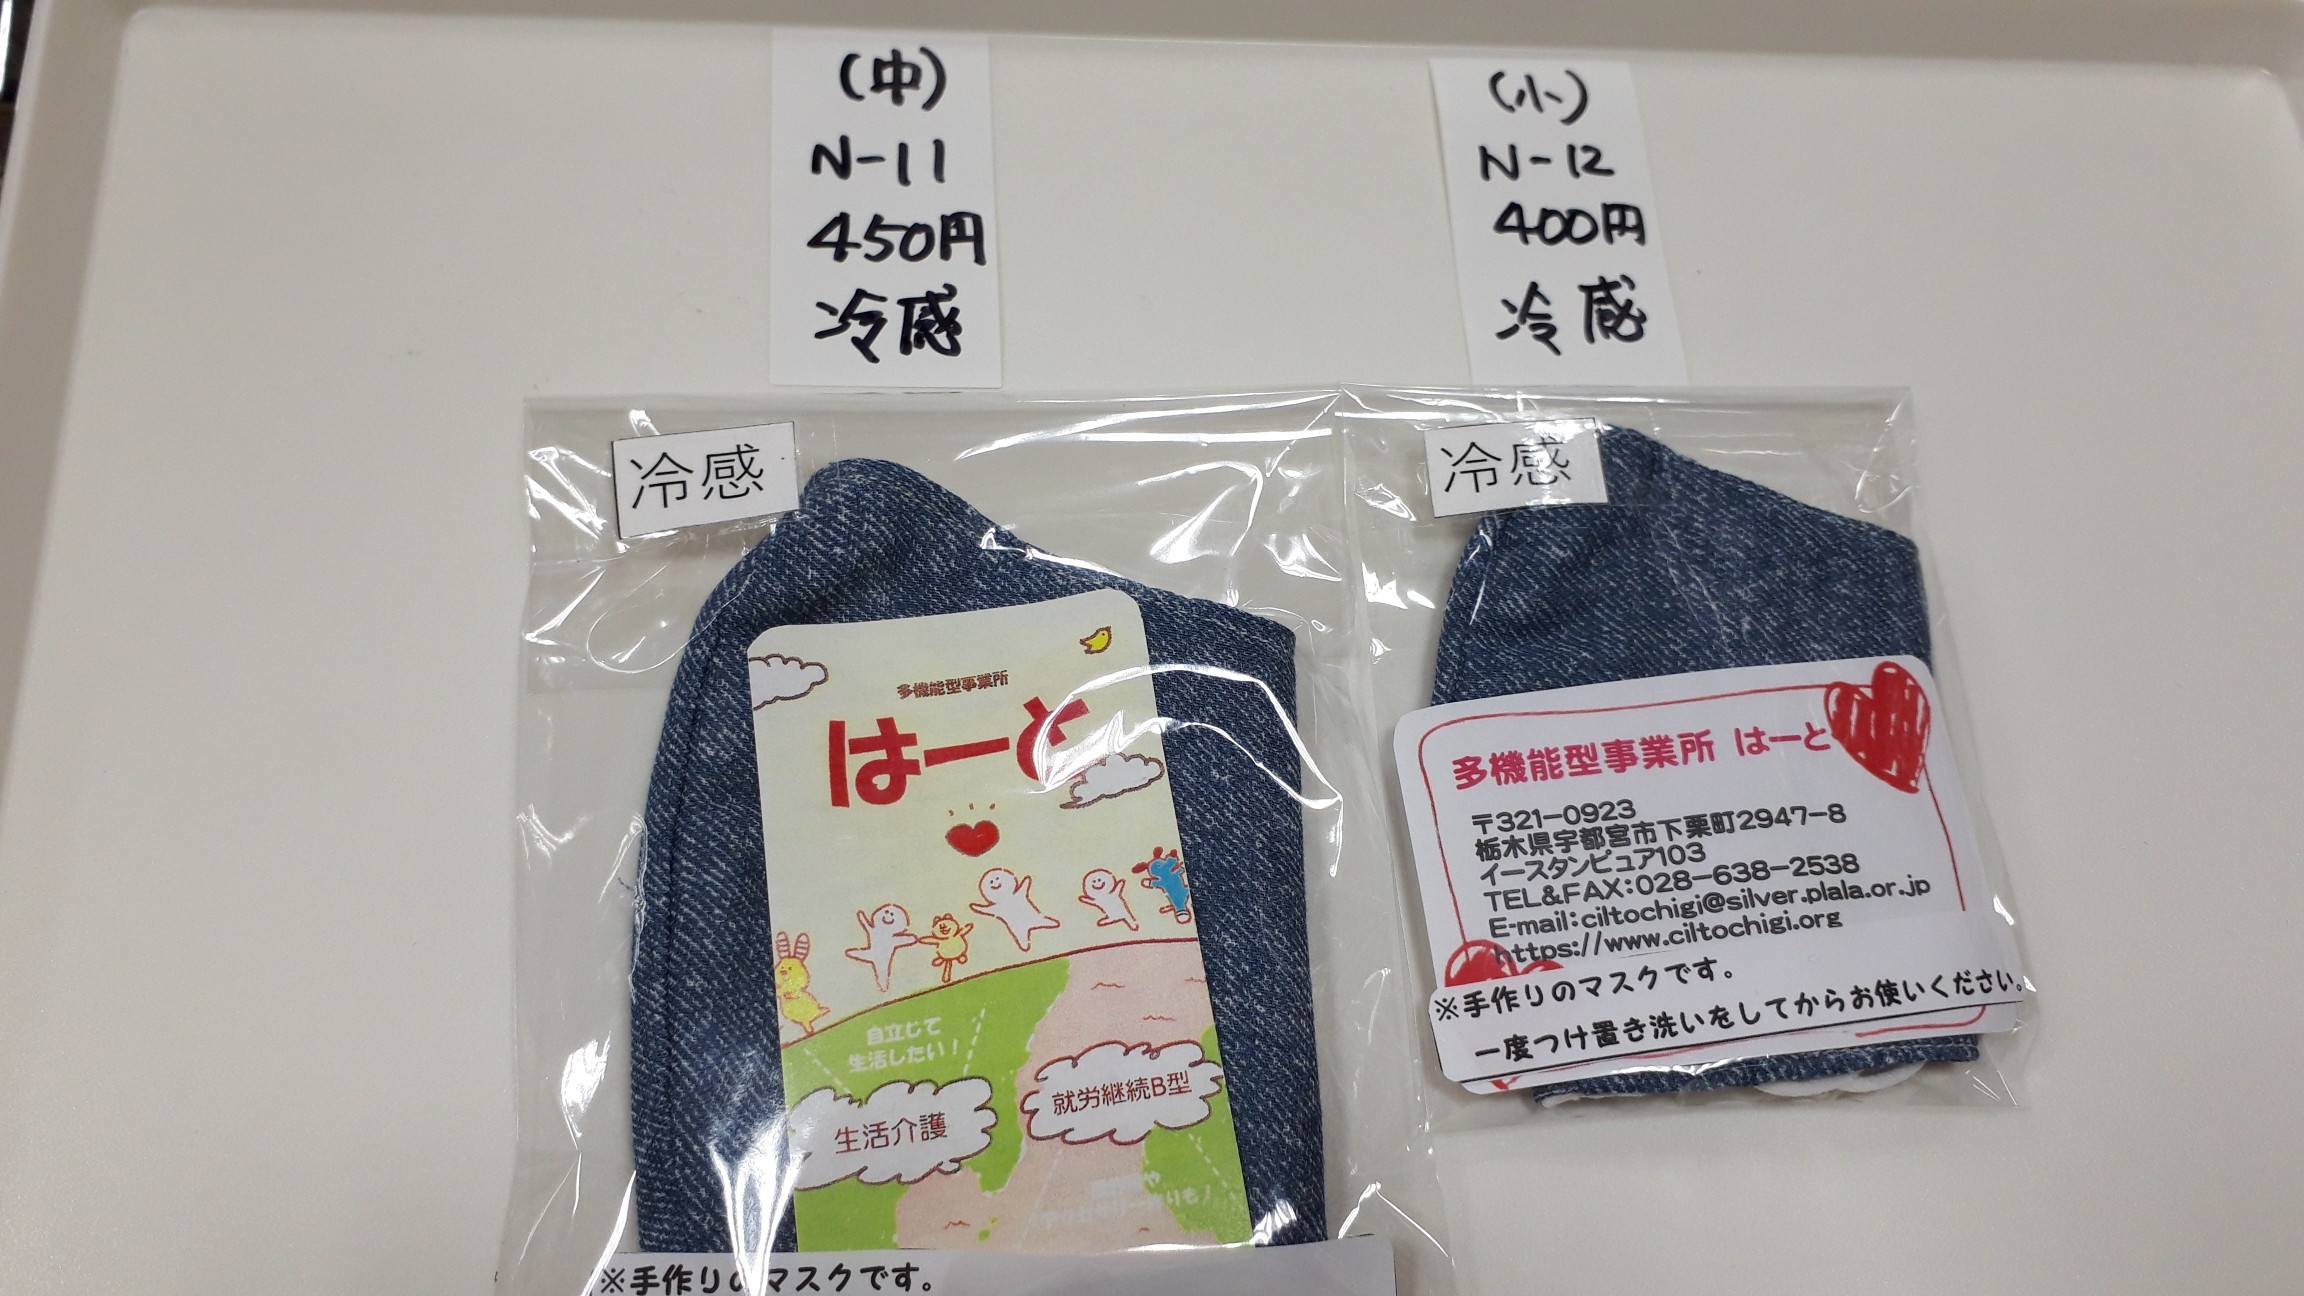 (中)
N-11
450円
冷感
(小)
N-12
400円
冷感
冷感
多機能型事業所
はーと
自立して
生活したい！
生活介護
就労継続B型
※手作りのマスクです。
冷感
多機能型事業所 はーと
〒321-0923
栃木県宇都宮市下栗町2947-8
イースタンピュア103
TEL&FAX:028-638-2538
E-mail:ciltochigi@silver.plala.or.jp
https://www.ciltochigi.org
※手作りのマスクです。
一度つけ置き洗いをしてからお使いください。